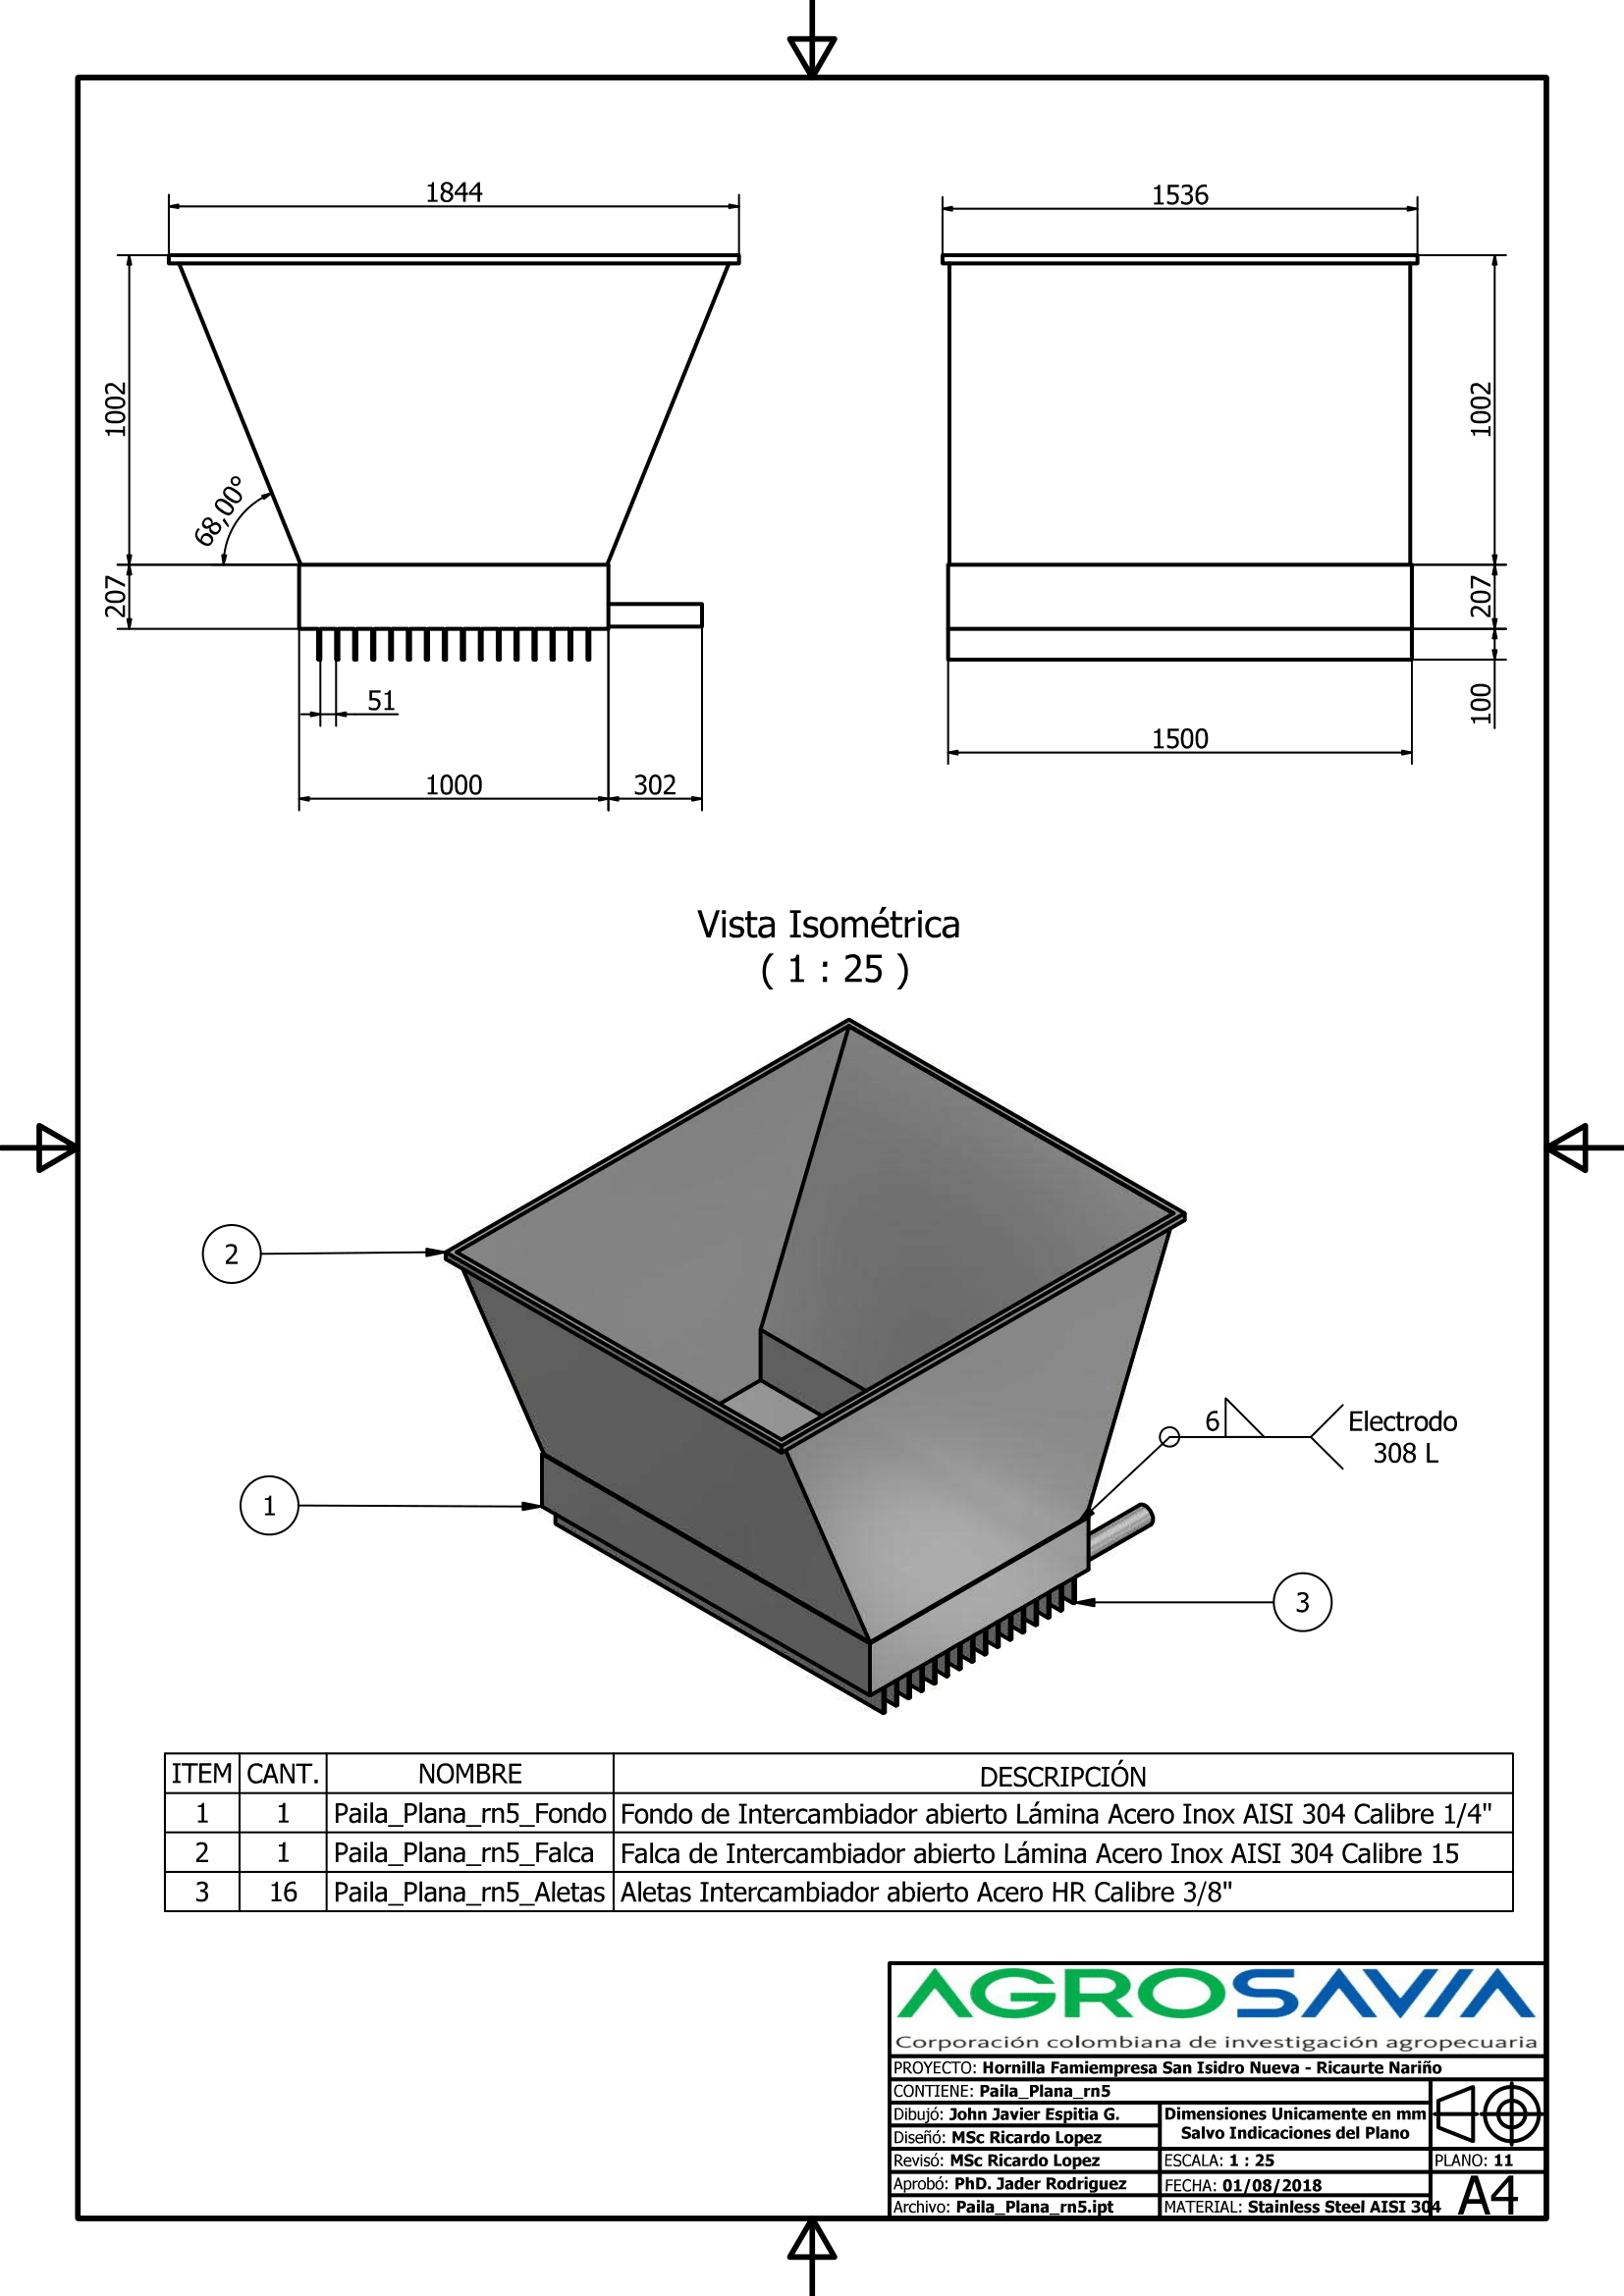 1844
1536
1002
1002
68,00°
207
207
51
100
1500
1000
302
Vista Isométrica
( 1 : 25 )
2
6
Electrodo
308 L
1
3
ITEM CANT. NOMBRE DESCRIPCIÓN
1 1 Paila_Plana_rn5_Fondo Fondo de Intercambiador abierto Lámina Acero Inox AISI 304 Calibre 1/4"
2 1 Paila_Plana_rn5_Falca Falca de Intercambiador abierto Lámina Acero Inox AISI 304 Calibre 15
3 16 Paila_Plana_rn5_Aletas Aletas Intercambiador abierto Acero HR Calibre 3/8"
AGROSAVIA
Corporación colombiana de investigación agropecuaria
PROYECTO: Hornilla Famiempresa San Isidro Nueva - Ricaurte Nariño
CONTIENE: Paila_Plana_rn5
Dibujó: John Javier Espitia G.
Dimensiones Unicamente en mm
Salvo Indicaciones del Plano
Diseñó: MSc Ricardo Lopez
Revisó: MSc Ricardo Lopez
ESCALA: 1 : 25
PLANO: 11
Aprobó: PhD. Jader Rodriguez
FECHA: 01/08/2018
A4
Archivo: Paila_Plana_rn5.ipt
MATERIAL: Stainless Steel AISI 304